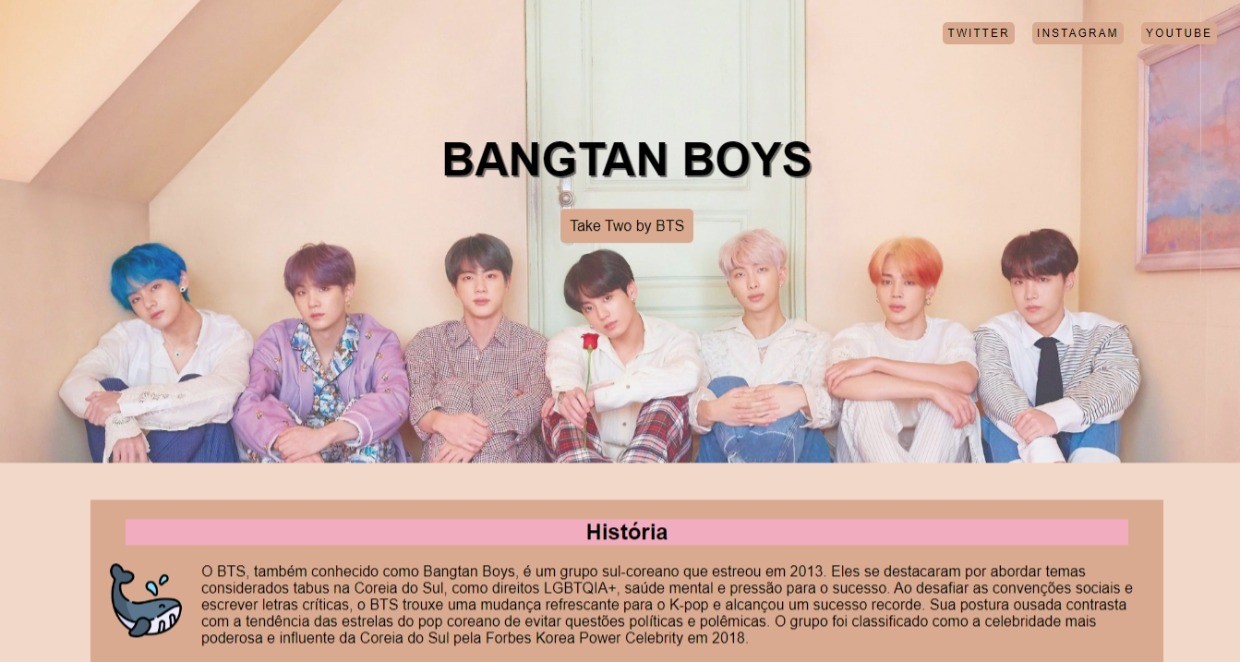 TWITTER INSTAGRAM YOUTUBE
BANGTAN BOYS
Take Two by BTS
História
O BTS, também conhecido como Bangtan Boys, é um grupo sul-coreano que estreou em 2013. Eles se destacaram por abordar temas
considerados tabus na Coreia do Sul, como direitos LGBTQIA+, saúde mental e pressão para o sucesso. Ao desafiar as convenções sociais e
escrever letras críticas, o BTS trouxe uma mudança refrescante para o K-pop e alcançou um sucesso recorde. Sua postura ousada contrasta
com a tendência das estrelas do pop coreano de evitar questões políticas e polêmicas. O grupo foi classificado como a celebridade mais
poderosa e influente da Coreia do Sul pela Forbes Korea Power Celebrity em 2018.